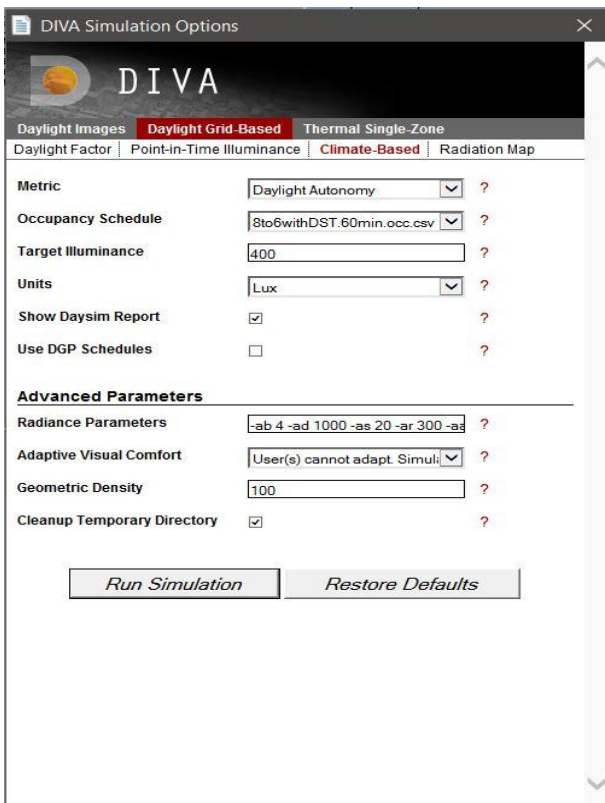 DIVA Simulation Options
DIVA
Daylight Images Daylight Grid-Based Thermal Single-Zone
Daylight Factor Point-in-Time Illuminance Climate-Based Radiation Map
Metric Daylight Autonomy ?
Occupancy Schedule 8to6withDST.60min.occ.csv ?
Target Illuminance 400 ?
Units Lux ?
Show Daysim Report ?
Use DGP Schedules ?
Advanced Parameters
Radiance Parameters -ab 4 -ad 1000 -as 20 -ar 300 -aa ?
Adaptive Visual Comfort User(s) cannot adapt. Simula ?
Geometric Density 100 ?
Cleanup Temporary Directory ?
Run Simulation Restore Defaults